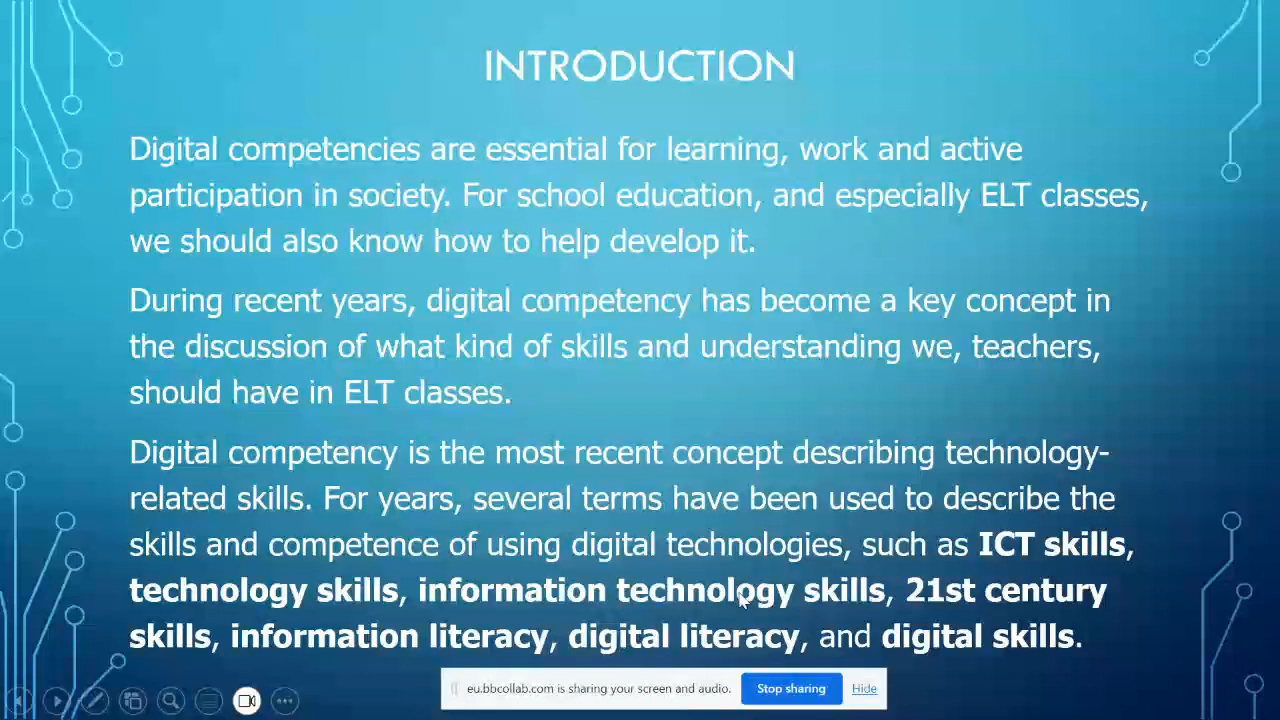 INTRODUCTION
Digital competencies are essential for learning, work and active
participation in society. For school education, and especially ELT classes,
we should also know how to help develop it.
During recent years, digital competency has become a key concept in
the discussion of what kind of skills and understanding we, teachers,
should have in ELT classes.
Digital competency is the most recent concept describing technology-
related skills. For years, several terms have been used to describe the
skills and competence of using digital technologies, such as ICT skills,
technology skills, information technology skills, 21st century
skills, information literacy, digital literacy, and digital skills.
eu.bbcollab.com is sharing your screen and audio. Stop sharing Hide